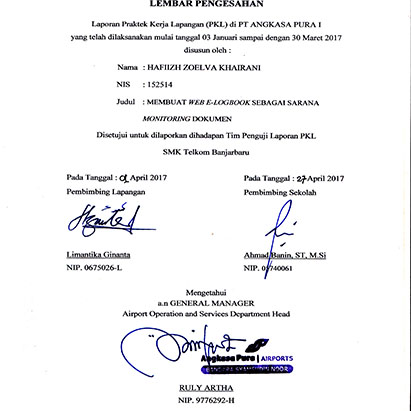 LEMBAR PENGESAHAN
Laporan Praktek Kerja Lapangan (PKL) di PT ANGKASA PURA I
yang telah dilaksanakan mulai tanggal 03 Januari sampai dengan 30 Maret 2017
disusun oleh :
Nama : HAFIIZH ZOELVA KHAIRANI
NIS : 152514
Judul : MEMBUAT WEB E-LOGBOOK SEBAGAI SARANA
MONITORING DOKUMEN
Disetujui untuk dilaporkan dihadapan Tim Penguji Laporan PKL
SMK Telkom Banjarbaru
Pada Tanggal : 01 April 2017
Pembimbing Lapangan
Limantika Ginanta
NIP. 0675026-L
Pada Tanggal : 27 April 2017
Pembimbing Sekolah
Ahmad Banin, ST, M.Si
NIP.
Mengetahui
a.n GENERAL MANAGER
Airport Operation and Services Department Head
Angkasa Pura | AIRPORTS
RULY ARTHA
NIP. 9776292-H